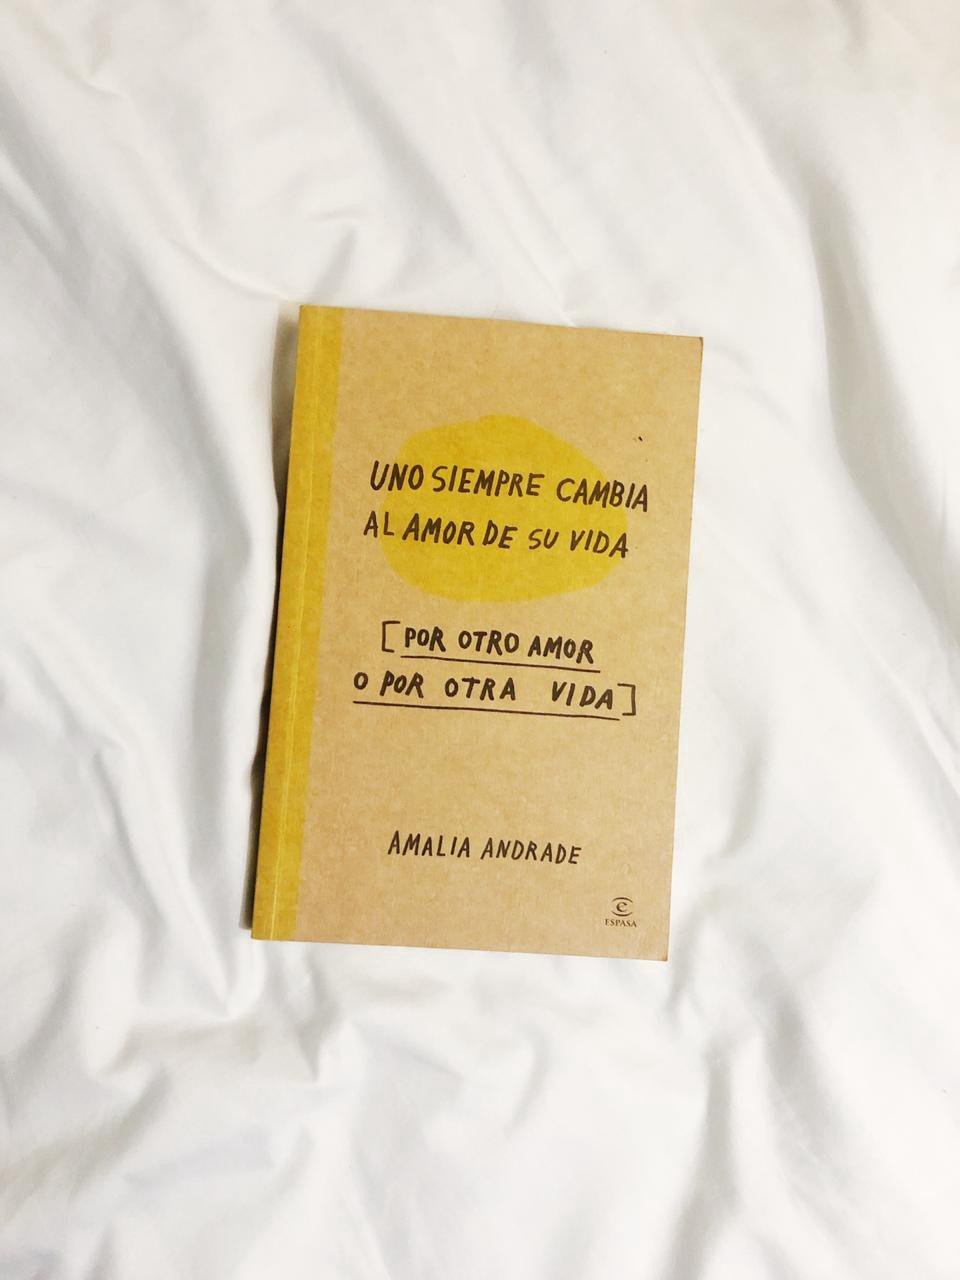 UNO SIEMPRE CAMBIA
AL AMOR DE SU VIDA
[POR OTRO AMOR
O POR OTRA VIDA]
AMALIA ANDRADE
e
ESPASA